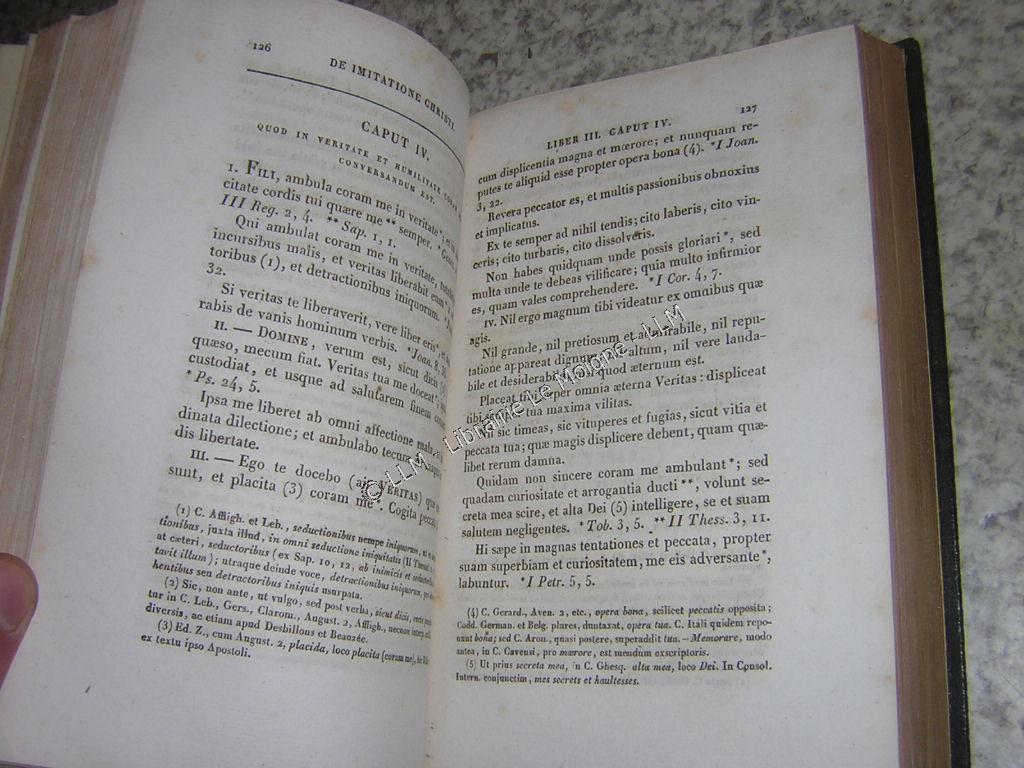 126
DE IMITATIONE CHRISTI.
CAPUT IV.
QUOD IN VERITATE ET HUMILITATE CORAM
CONVERSANDUM EST.
I. FILI, ambula coram me in veritate*; et in
citate cordis tui quære me** semper. *Genes.
III Reg. 2, 4. ** Sap. 1, 1.
Qui ambulat coram me in veritate,
incursibus malis, et veritas liberabit eum*
toribus (1), et detractionibus iniquorum.
32.
Si veritas te liberaverit, vere liber eris*, et
rabis de vanis hominum verbis. *Joan. 8,
II. — DOMINE, verum est, sicut dicis
quæso, mecum fiat. Veritas tua me doceat*;
custodiat, et usque ad salutarem finem
* Ps. 24, 5.
Ipsa me liberet ab omni affectione mala,
dinata dilectione; et ambulabo tecum
dis libertate.
III. — Ego te docebo (ait VERITAS)
sunt, et placita (3) coram me*. Cogita
(1) C. Affligh. et Leb., seductionibus nempe iniquorum,
tionibus, juxta illud, in omni seductione iniquitatis (II Thess.
at cæteri, seductoribus (ex Sap. 10, 12, ab inimicis et
tavit illum); utraque deinde voce, detractionibus iniquorum,
hentibus seu detractoribus iniquis usurpata.
(2) Sic, non ante, ut vulgo, sed post verba, sicut dicis,
tur in C. Leb., Gers., Clarom., August. 2, Affligh., necnon
diversis, ac etiam apud Desbillons et Beauzée.
(3) Ed. Z., cum August. 2, placida, loco placita (coram me),
ex textu ipso Apostoli.
127
LIBER III. CAPUT IV.
cum displicentia magna et mœrore; et nunquam re-
putes te aliquid esse propter opera bona (4). *I Joan.
3, 22.
Revera peccator es, et multis passionibus obnoxius
et implicatus.
Ex te semper ad nihil tendis; cito laberis, cito vin-
ceris; cito turbaris, cito dissolveris.
Non habes quidquam unde possis gloriari*, sed
multa unde te debeas vilificare; quia multo infirmior
es, quam vales comprehendere. *I Cor. 4, 7.
IV. Nil ergo magnum tibi videatur ex omnibus quæ
agis.
Nil grande, nil pretiosum et admirabile, nil repu-
tatione appareat dignum, altum, nil vere lauda-
bile et desiderabile quod æternum est.
Placeat tibi super omnia æterna Veritas: displiceat
tibi tua maxima vilitas.
Nil sic timeas, sic vituperes et fugias, sicut vitia et
peccata tua; quæ magis displicere debent, quam quæ-
libet rerum damna.
Quidam non sincere coram me ambulant*; sed
quadam curiositate et arrogantia ducti**, volunt se-
creta mea scire, et alta Dei (5) intelligere, se et suam
salutem negligentes. *Tob. 3, 5. **II Thess. 3, 11.
Hi sæpe in magnas tentationes et peccata, propter
suam superbiam et curiositatem, me eis adversante*,
labuntur. *I Petr. 5, 5.
(4) C. Gerard., Aven. 2, etc., opera bona, scilicet peccatis opposita;
Codd. German. et Belg. plures, duntaxat, opera tua. C. Itali quidem repo-
nunt bona; sed C. Aron., quasi postere, superaddit tua. —Memorare, modo
antea, in C. Cavensi, pro mœrore, est mendum exscriptoris.
(5) Ut prius secreta mea, in C. Ghesq. alta mea, loco Dei. In Consol.
Intern. conjunctim, mes secrets et haultesses.
© LLM Librairie Le Moione LLM